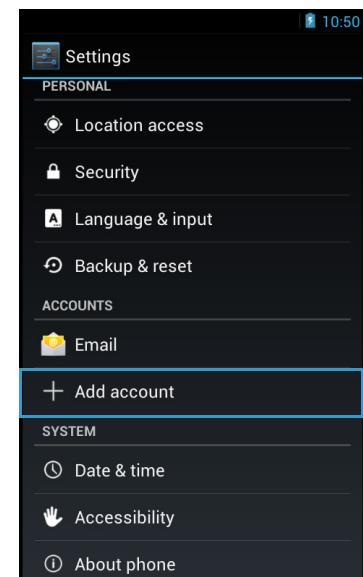 10:50
Settings
PERSONAL
Location access
Security
Language & input
Backup & reset
ACCOUNTS
Email
Add account
SYSTEM
Date & time
Accessibility
About phone